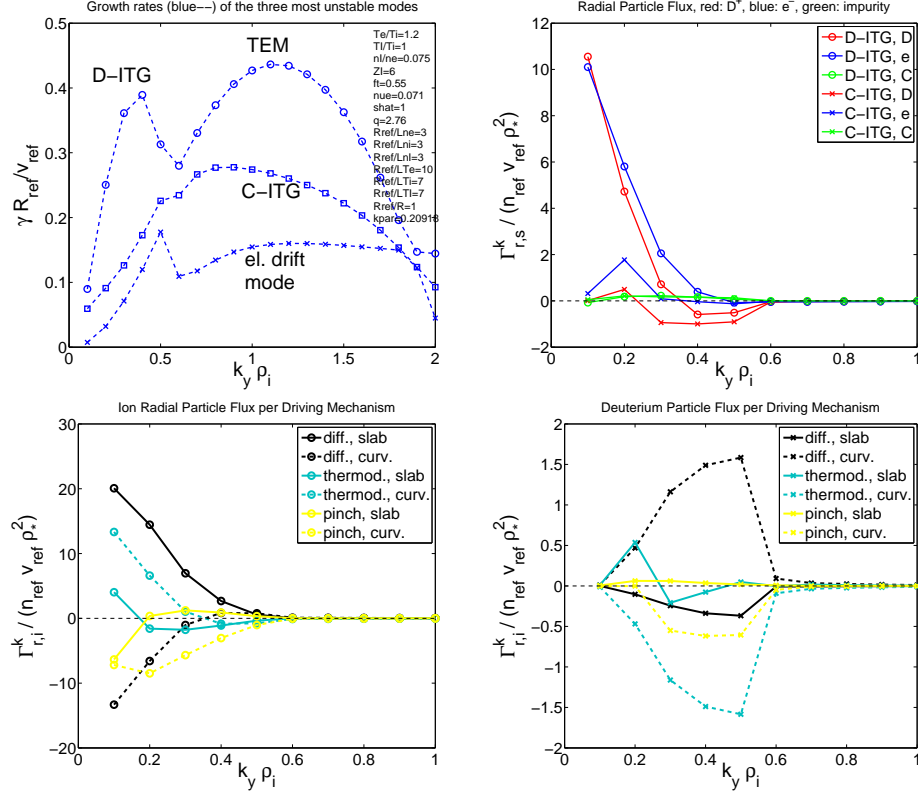 Growth rates (blue--) of the three most unstable modes
0.5
0.4
0.3
0.2
0.1
0
γ R_ref/v_ref
D-ITG
TEM
C-ITG
el. drift
mode
Te/Ti=1.2
TI/Ti=1
nI/ne=0.075
ZI=6
ft=0.55
nue=0.071
shat=1
q=2.76
Rref/Lne=3
Rref/Lni=3
Rref/LnI=3
Rref/LTe=10
Rref/LTi=7
Rref/LTI=7
Rref/R=1
kpar=0.20918
0 0.5 1 1.5 2
k_y ρ_i
Radial Particle Flux, red: D^+, blue: e^-, green: impurity
12
10
8
6
4
2
0
-2
Γ_{r,s}^k / (n_ref v_ref ρ_*^2)
D-ITG, D
D-ITG, e
D-ITG, C
C-ITG, D
C-ITG, e
C-ITG, C
0 0.2 0.4 0.6 0.8 1
k_y ρ_i
Ion Radial Particle Flux per Driving Mechanism
30
20
10
0
-10
-20
Γ_{r,i}^k / (n_ref v_ref ρ_*^2)
diff., slab
diff., curv.
thermod., slab
thermod., curv.
pinch, slab
pinch, curv.
0 0.2 0.4 0.6 0.8 1
k_y ρ_i
Deuterium Particle Flux per Driving Mechanism
2
1.5
1
0.5
0
-0.5
-1
-1.5
-2
Γ_{r,i}^k / (n_ref v_ref ρ_*^2)
diff., slab
diff., curv.
thermod., slab
thermod., curv.
pinch, slab
pinch, curv.
0 0.2 0.4 0.6 0.8 1
k_y ρ_i